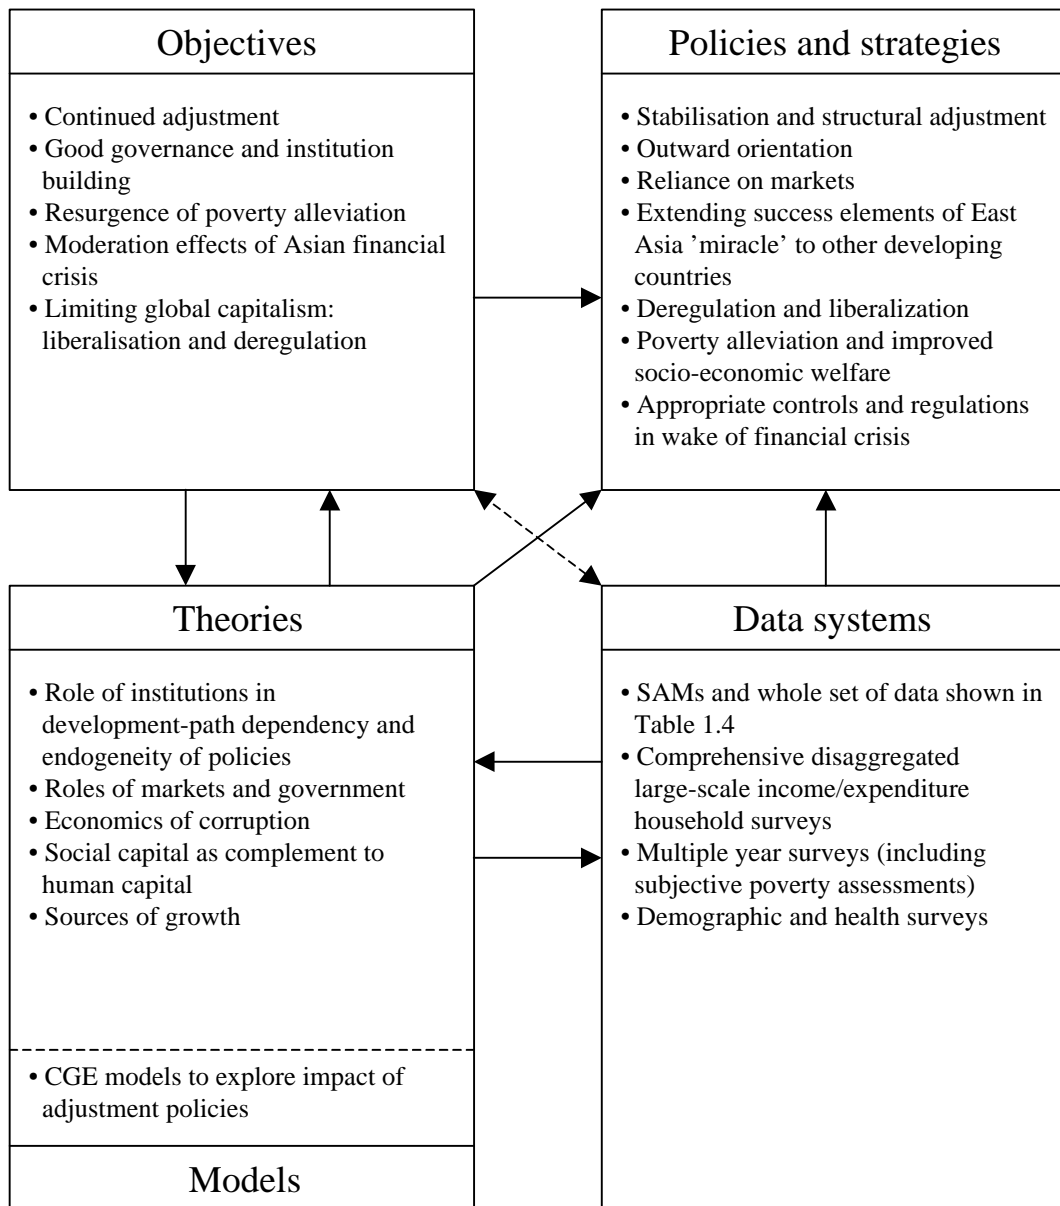 Objectives
• Continued adjustment
• Good governance and institution
building
• Resurgence of poverty alleviation
• Moderation effects of Asian financial
crisis
• Limiting global capitalism:
liberalisation and deregulation
Policies and strategies
• Stabilisation and structural adjustment
• Outward orientation
• Reliance on markets
• Extending success elements of East
Asia ’miracle’ to other developing
countries
• Deregulation and liberalization
• Poverty alleviation and improved
socio-economic welfare
• Appropriate controls and regulations
in wake of financial crisis
Theories
• Role of institutions in
development-path dependency and
endogeneity of policies
• Roles of markets and government
• Economics of corruption
• Social capital as complement to
human capital
• Sources of growth
• CGE models to explore impact of
adjustment policies
Models
Data systems
• SAMs and whole set of data shown in
Table 1.4
• Comprehensive disaggregated
large-scale income/expenditure
household surveys
• Multiple year surveys (including
subjective poverty assessments)
• Demographic and health surveys